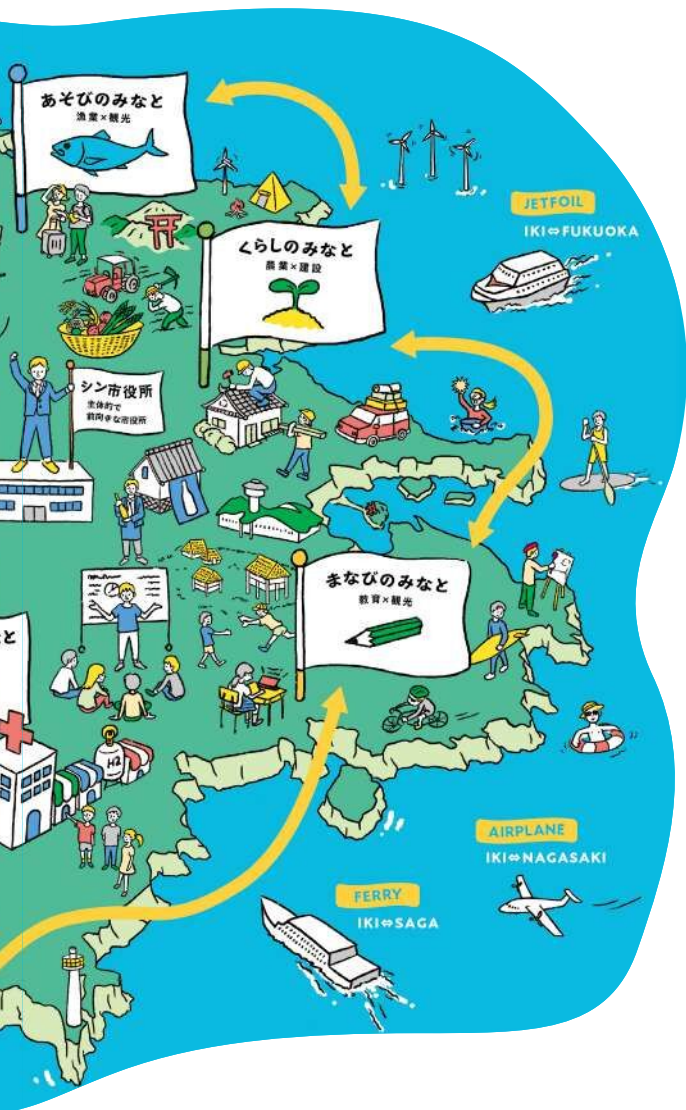 あそびのみなと
漁業×観光
JETFOIL
IKI⇔FUKUOKA
くらしのみなと
農業×建設
シン市役所
主体的で
前向きな市役所
まなびのみなと
教育×観光
と
H2
AIRPLANE
IKI⇔NAGASAKI
FERRY
IKI⇔SAGA